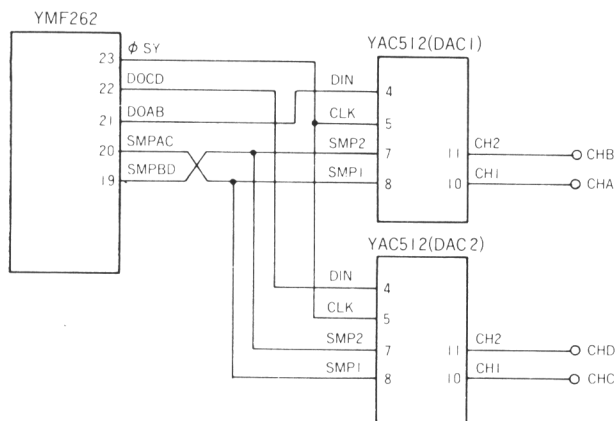 YMF262
23 φSY
22 DOCD
21 DOAB
20 SMPAC
19 SMPBD
YAC512(DAC1)
DIN 4
CLK 5
SMP2 7
SMP1 8
11 CH2 CHB
10 CH1 CHA
YAC512(DAC2)
DIN 4
CLK 5
SMP2 7
SMP1 8
11 CH2 CHD
10 CH1 CHC